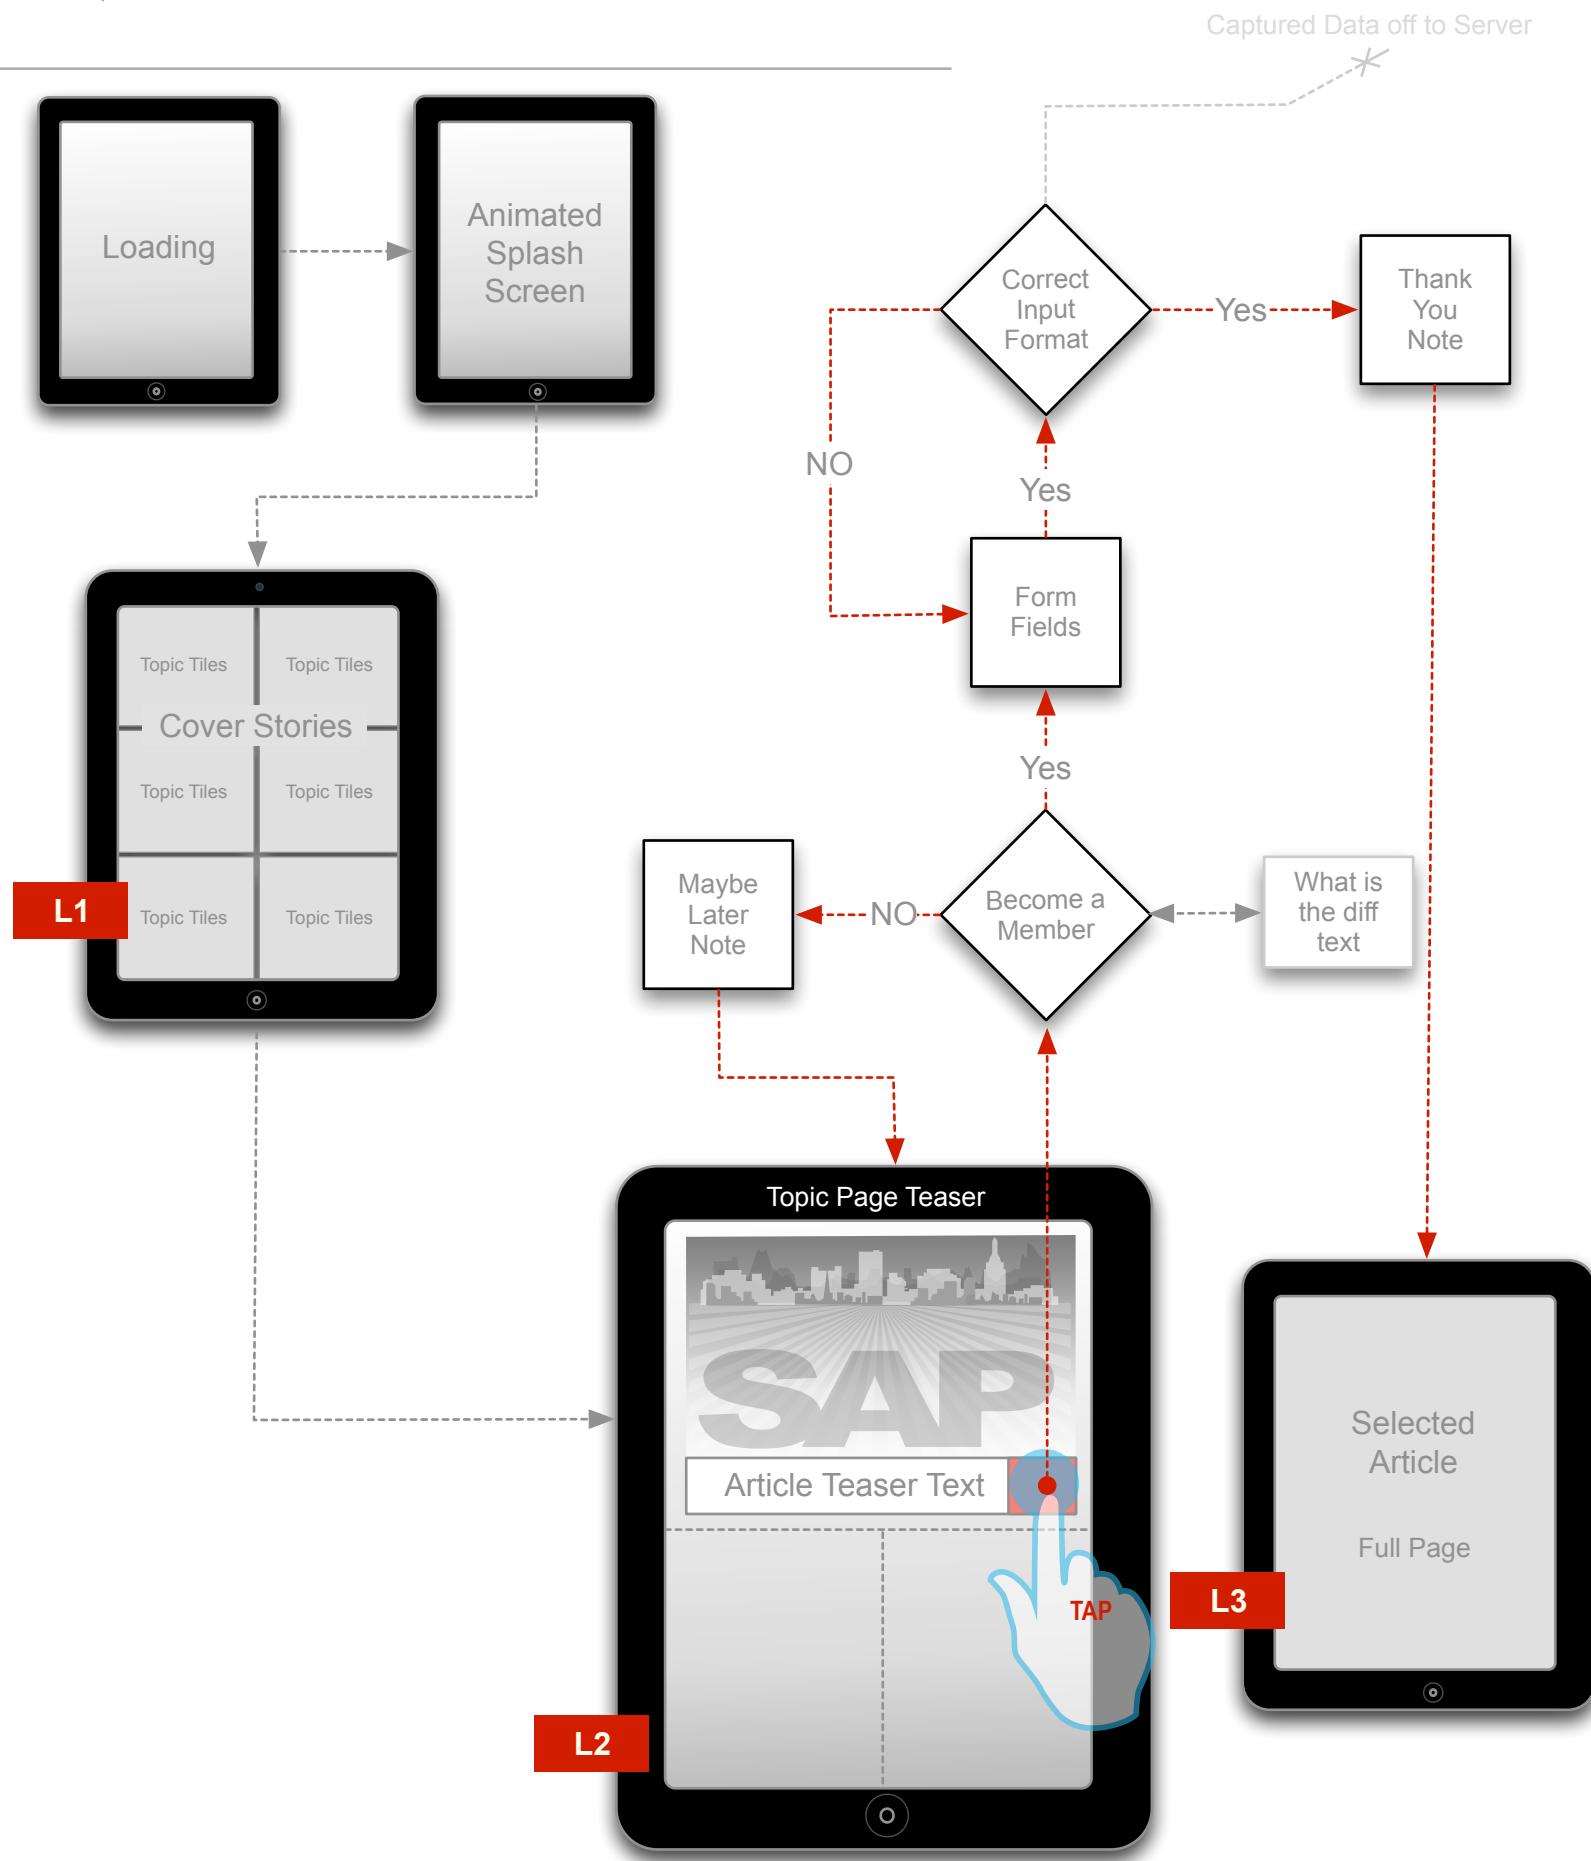 Captured Data off to Server
Loading
Animated
Splash
Screen
Correct
Input
Format
Yes
Thank
You
Note
NO
Yes
Form
Fields
Topic Tiles
Topic Tiles
Cover Stories
Topic Tiles
Topic Tiles
L1
Topic Tiles
Topic Tiles
Yes
Maybe
Later
Note
NO
Become a
Member
What is
the diff
text
Topic Page Teaser
SAP
Article Teaser Text
TAP
L2
Selected
Article
Full Page
L3